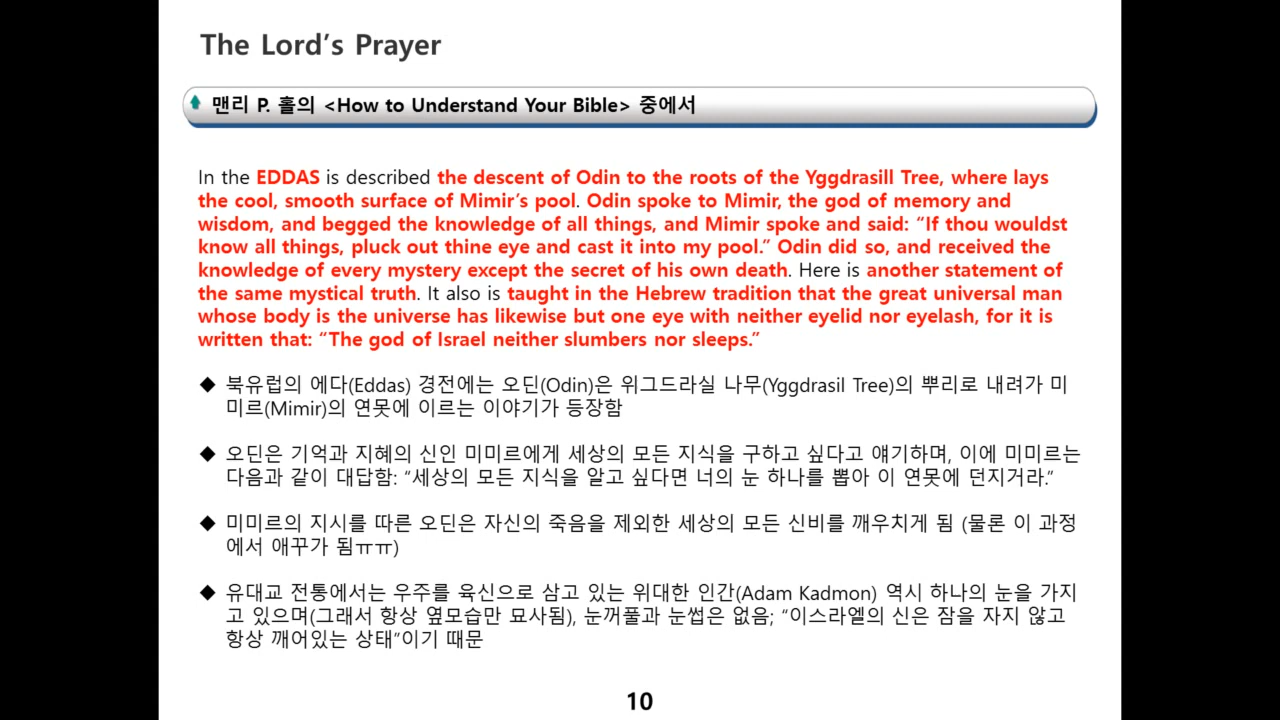 The Lord's Prayer
맨리 P. 홀의 <How to Understand Your Bible> 중에서
In the EDDAS is described the descent of Odin to the roots of the Yggdrasill Tree, where lays
the cool, smooth surface of Mimir's pool. Odin spoke to Mimir, the god of memory and
wisdom, and begged the knowledge of all things, and Mimir spoke and said: "If thou wouldst
know all things, pluck out thine eye and cast it into my pool." Odin did so, and received the
knowledge of every mystery except the secret of his own death. Here is another statement of
the same mystical truth. It also is taught in the Hebrew tradition that the great universal man
whose body is the universe has likewise but one eye with neither eyelid nor eyelash, for it is
written that: "The god of Israel neither slumbers nor sleeps."
◆ 북유럽의 에다(Eddas) 경전에는 오딘(Odin)은 위그드라실 나무(Yggdrasil Tree)의 뿌리로 내려가 미
미르(Mimir)의 연못에 이르는 이야기가 등장함
◆ 오딘은 기억과 지혜의 신인 미미르에게 세상의 모든 지식을 구하고 싶다고 얘기하며, 이에 미미르는
다음과 같이 대답함: "세상의 모든 지식을 알고 싶다면 너의 눈 하나를 뽑아 이 연못에 던지거라."
◆ 미미르의 지시를 따른 오딘은 자신의 죽음을 제외한 세상의 모든 신비를 깨우치게 됨 (물론 이 과정
에서 애꾸가 됨ㅠㅠ)
◆ 유대교 전통에서는 우주를 육신으로 삼고 있는 위대한 인간(Adam Kadmon) 역시 하나의 눈을 가지
고 있으며(그래서 항상 옆모습만 묘사됨), 눈꺼풀과 눈썹은 없음; "이스라엘의 신은 잠을 자지 않고
항상 깨어있는 상태"이기 때문
10